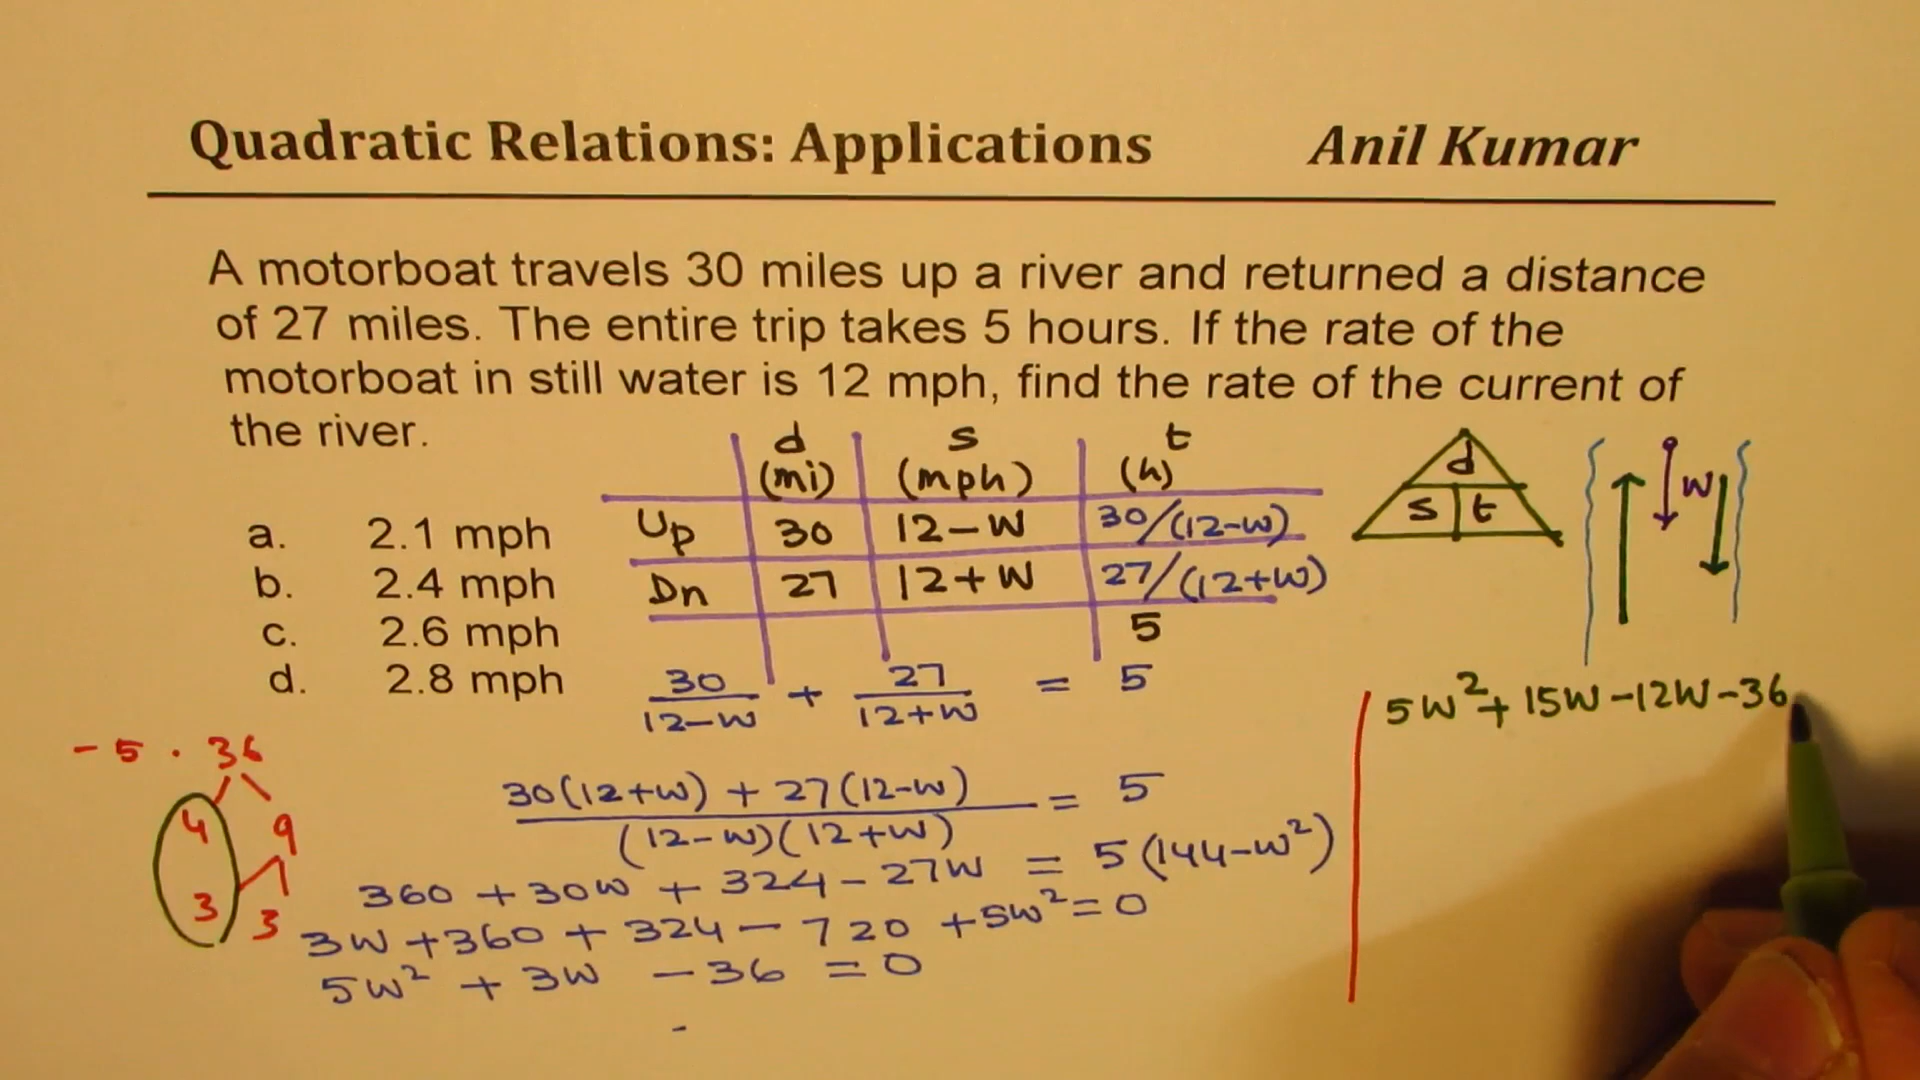 Quadratic Relations: Applications Anil Kumar
A motorboat travels 30 miles up a river and returned a distance
of 27 miles. The entire trip takes 5 hours. If the rate of the
motorboat in still water is 12 mph, find the rate of the current of
the river.
a. 2.1 mph
b. 2.4 mph
c. 2.6 mph
d. 2.8 mph
d s t
(mi) (mph) (h)
Up 30 12-W 30/(12-W)
Dn 27 12+W 27/(12+W)
5
d
s t
W
30/(12-W) + 27/(12+W) = 5
(30(12+W) + 27(12-W))/((12-W)(12+W)) = 5
360 + 30W + 324 - 27W = 5(144-W²)
3W + 360 + 324 - 720 + 5W² = 0
5W² + 3W - 36 = 0
-
- 5 . 36
4 9
3 3
5W² + 15W - 12W - 36